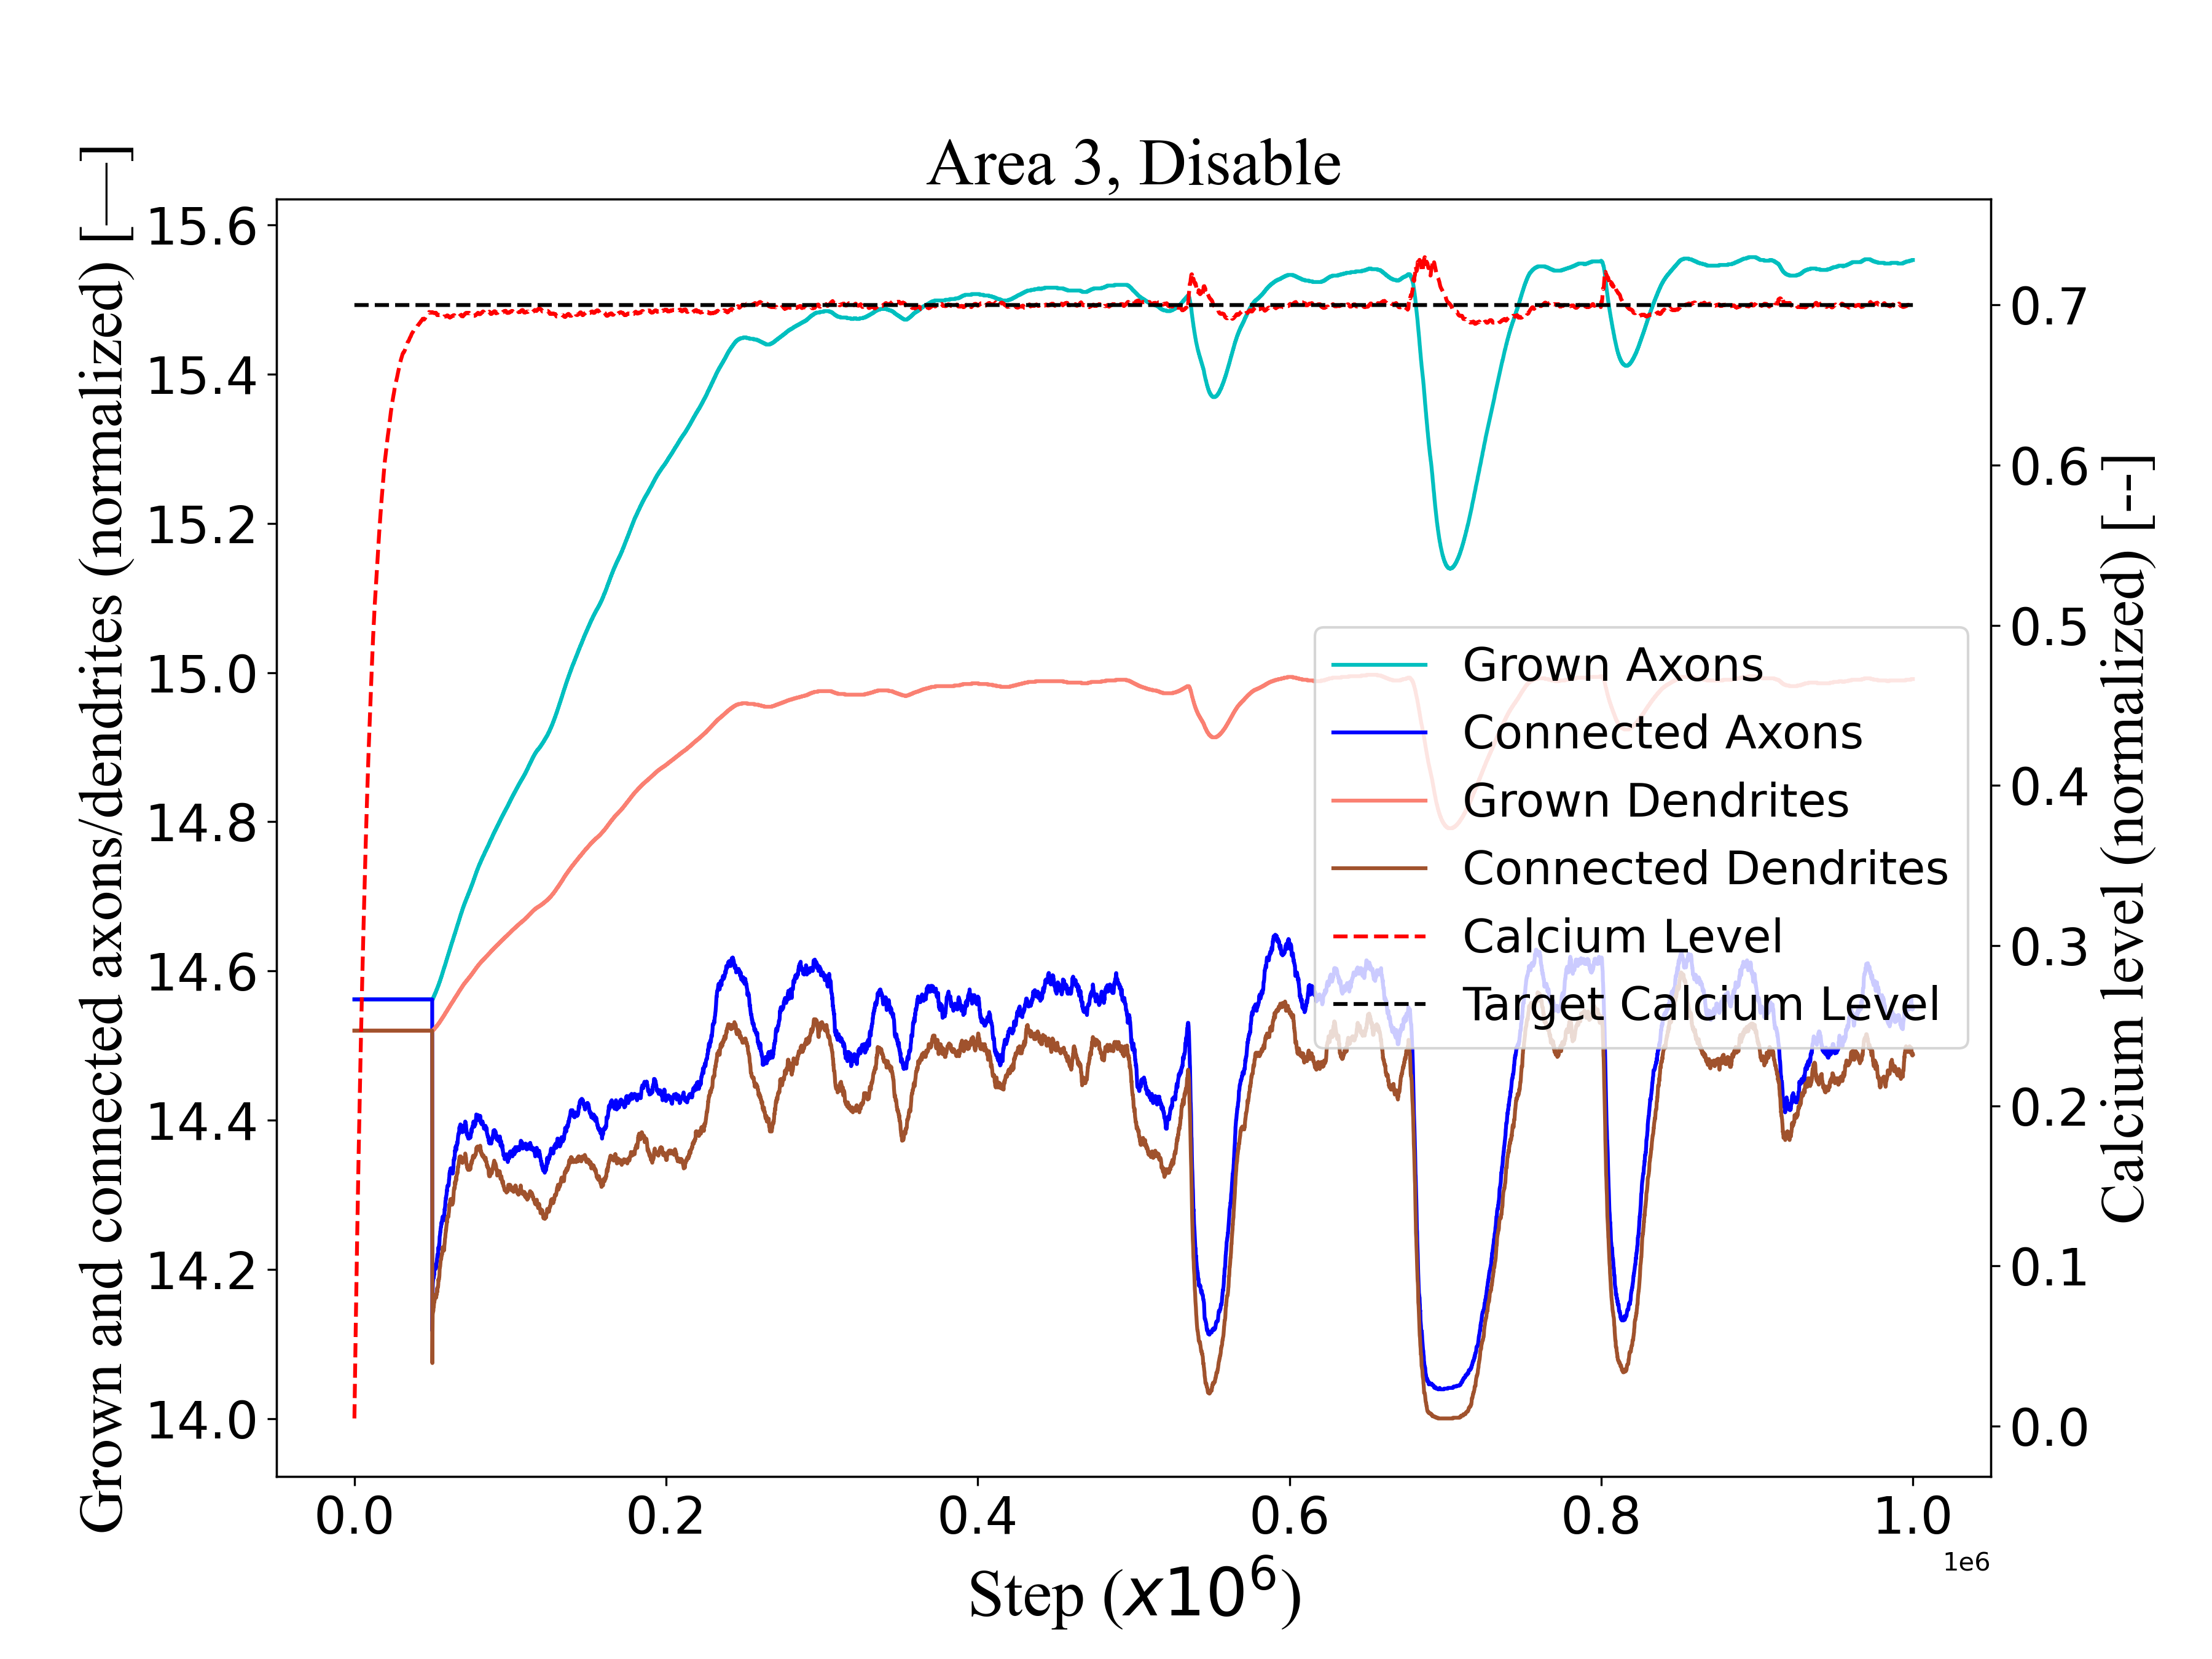 Area 3, Disable
Grown and connected axons/dendrites (normalized) [—]
15.6
15.4
15.2
15.0
14.8
14.6
14.4
14.2
14.0
Grown Axons
Connected Axons
Grown Dendrites
Connected Dendrites
Calcium Level
Target Calcium Level
0.7
0.6
0.5
0.4
0.3
0.2
0.1
0.0
Calcium level (normalized) [--]
0.0 0.2 0.4 0.6 0.8 1.0
1e6
Step (x10⁶)